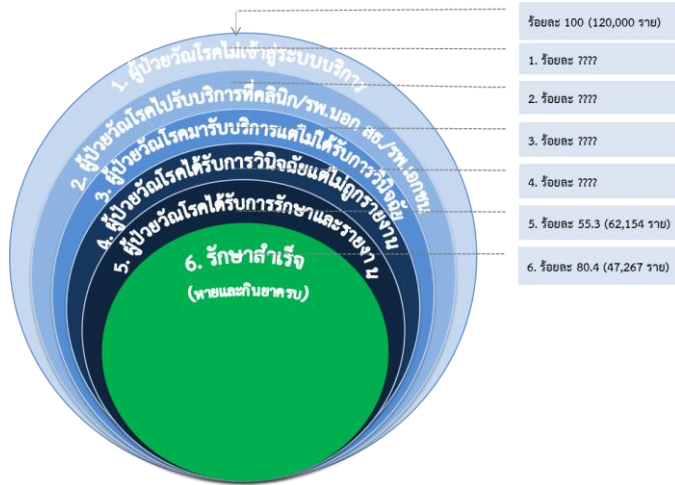 1. ผู้ป่วยวัณโรคไม่เข้าสู่ระบบบริการ
2. ผู้ป่วยวัณโรคไปรับบริการที่คลินิก/รพ.นอก สธ./รพ.เอกชน
3. ผู้ป่วยวัณโรคมารับบริการแต่ไม่ได้รับการวินิจฉัย
4. ผู้ป่วยวัณโรคได้รับการวินิจฉัยแต่ไม่ถูกรายงาน
5. ผู้ป่วยวัณโรคได้รับการรักษาและรายงาน
6. รักษาสำเร็จ
(หายและกินยาครบ)
ร้อยละ 100 (120,000 ราย)
1. ร้อยละ ????
2. ร้อยละ ????
3. ร้อยละ ????
4. ร้อยละ ????
5. ร้อยละ 55.3 (62,154 ราย)
6. ร้อยละ 80.4 (47,267 ราย)